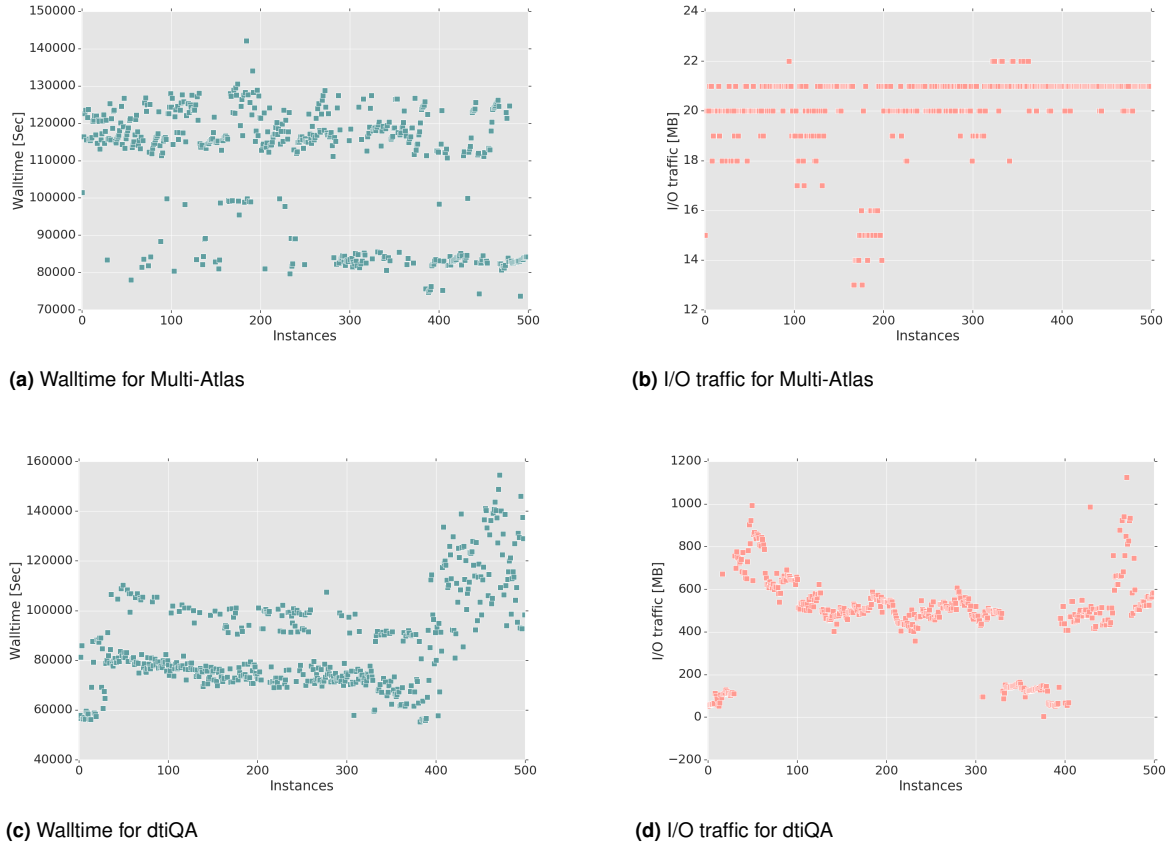 150000
140000
130000
120000
110000
100000
90000
80000
70000
Walltime [Sec]
0 100 200 300 400 500
Instances
(a) Walltime for Multi-Atlas
24
22
20
18
16
14
12
I/O traffic [MB]
0 100 200 300 400 500
Instances
(b) I/O traffic for Multi-Atlas
160000
140000
120000
100000
80000
60000
40000
Walltime [Sec]
0 100 200 300 400 500
Instances
(c) Walltime for dtiQA
1200
1000
800
600
400
200
0
−200
I/O traffic [MB]
0 100 200 300 400 500
Instances
(d) I/O traffic for dtiQA